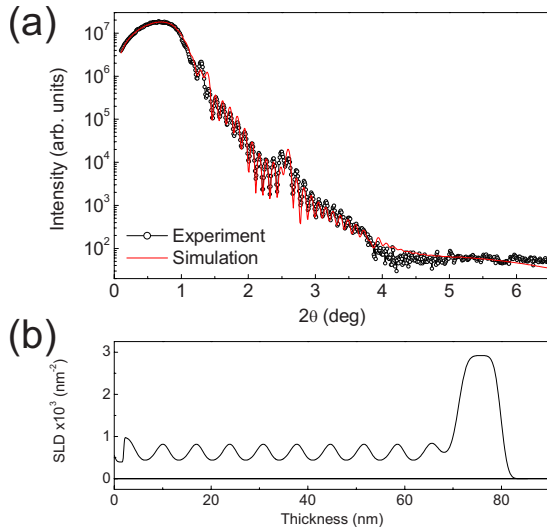 (a)
10^7
10^6
10^5
10^4
10^3
10^2
Intensity (arb. units)
Experiment
Simulation
0 1 2 3 4 5 6
2θ (deg)
(b)
3
2
1
0
SLD x10^3 (nm^-2)
0 20 40 60 80
Thickness (nm)